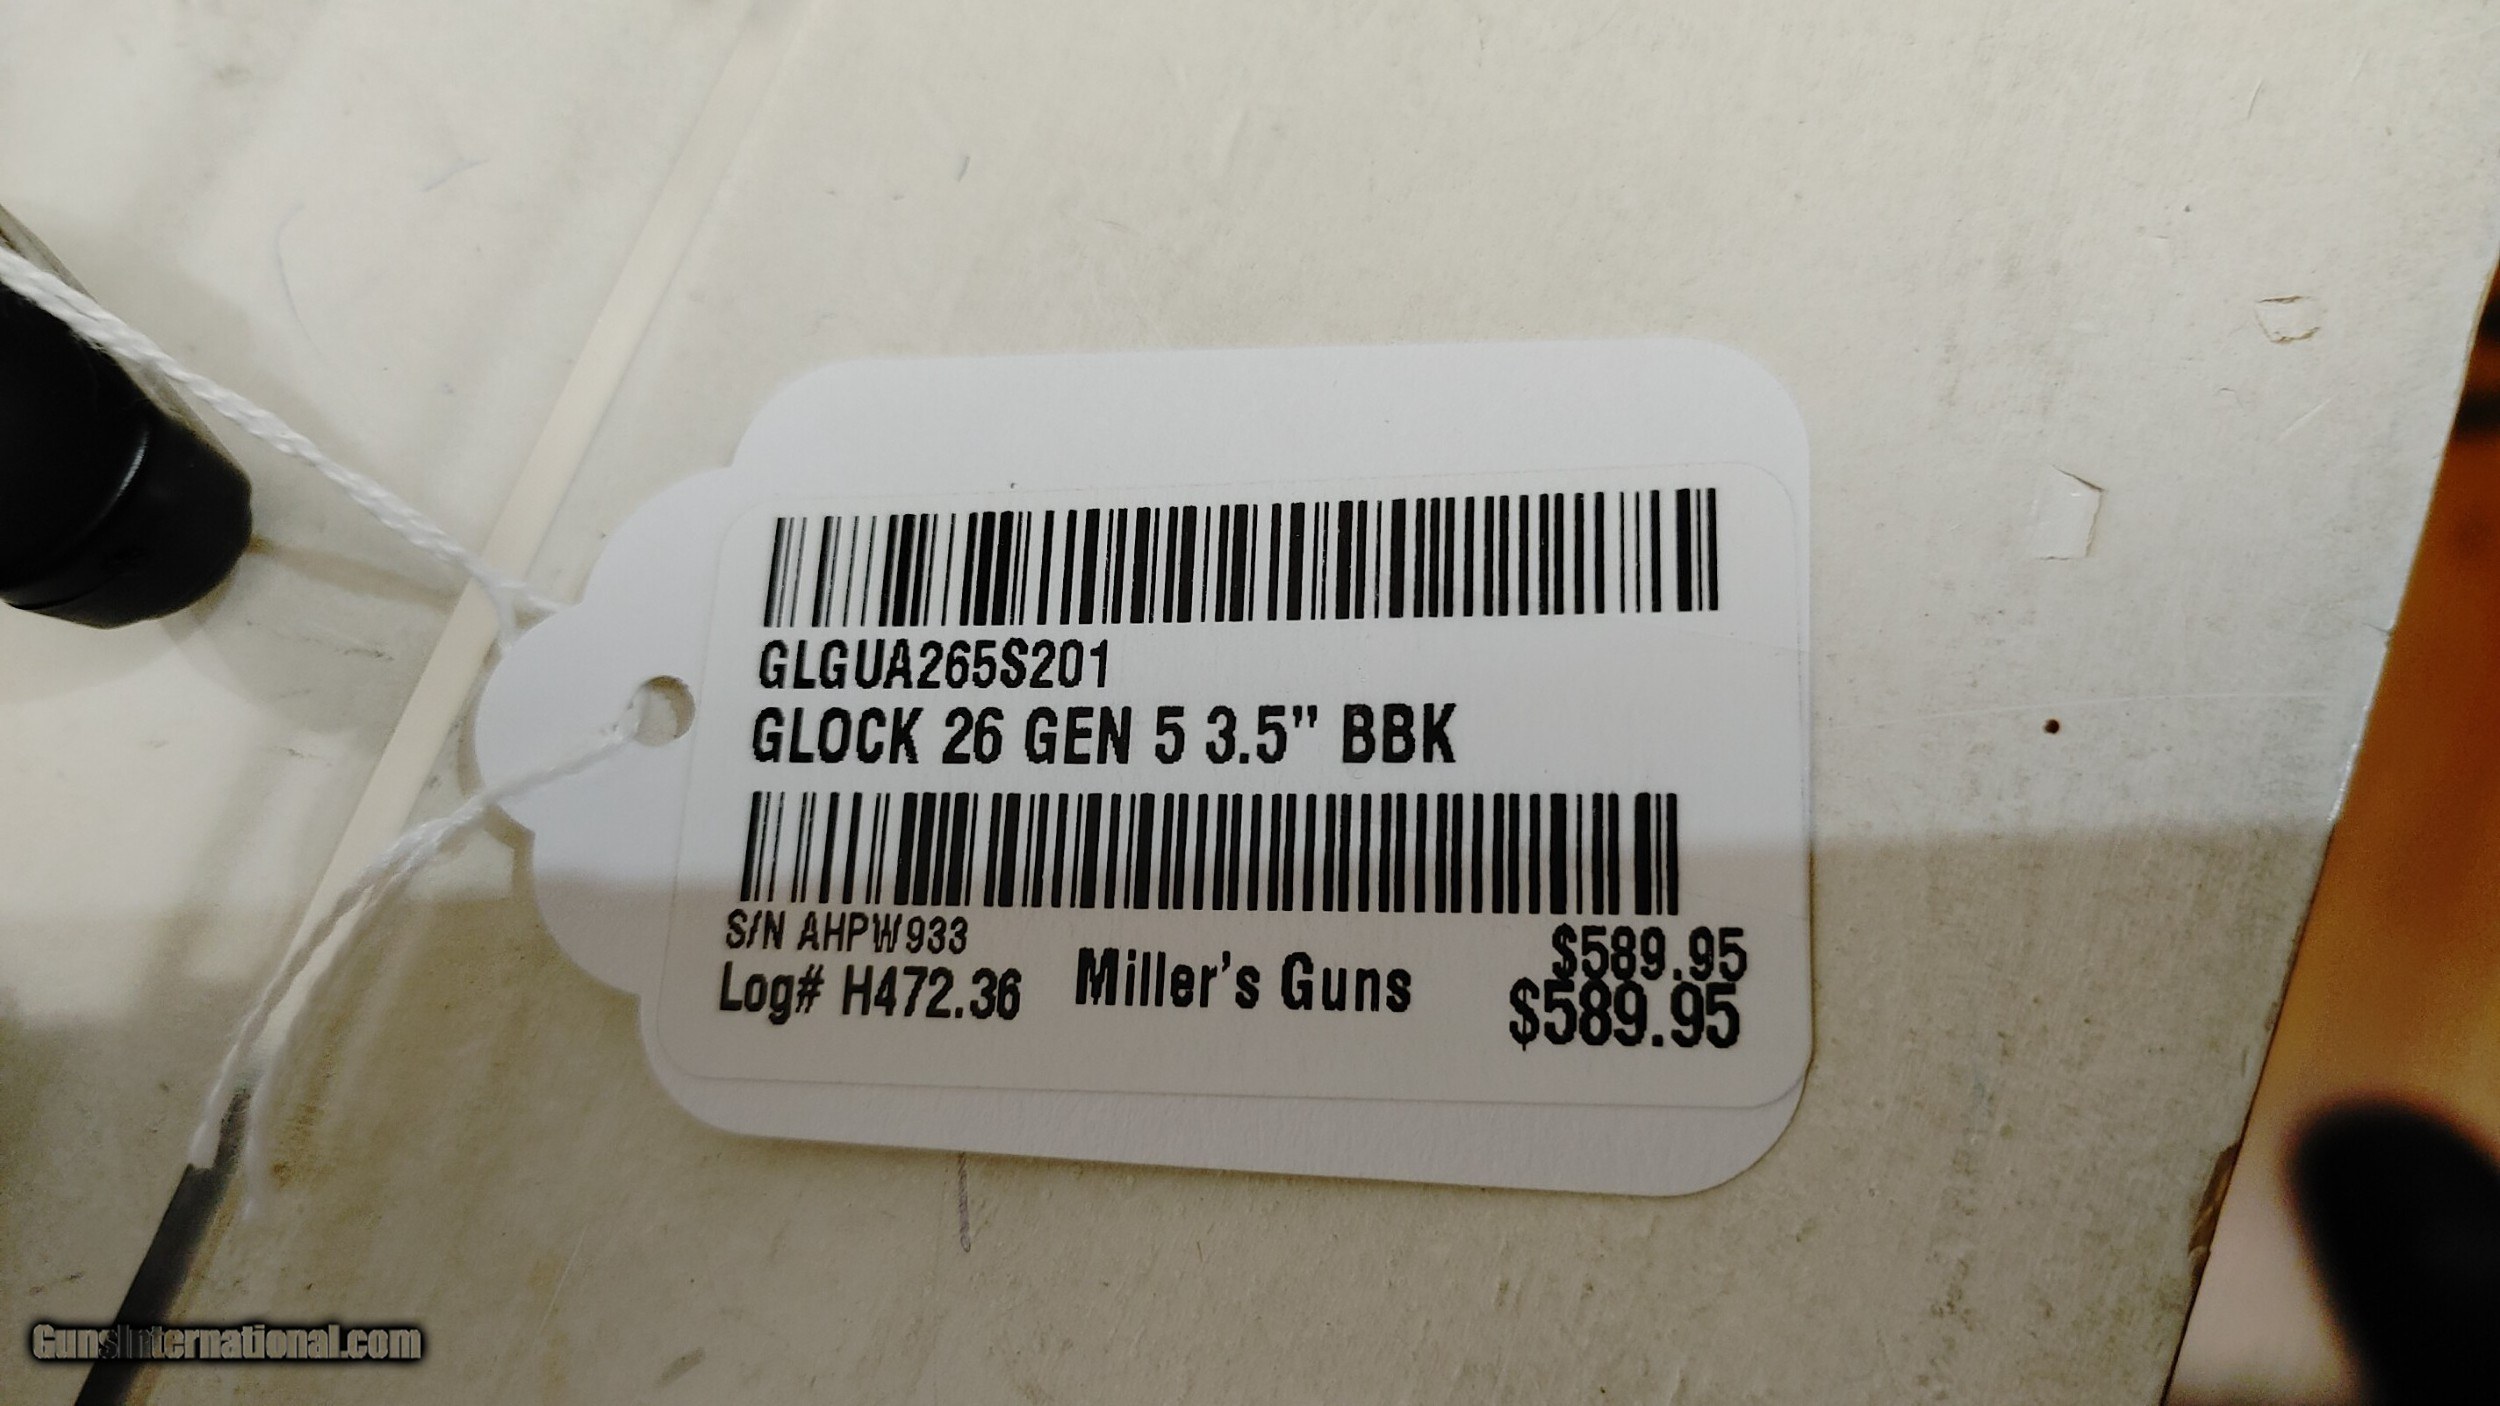 GLGUA265S201
GLOCK 26 GEN 5 3.5” BBK
S/N AHPW933
$589.95
Log# H472.36 Miller’s Guns $589.95
GunsInternational.com